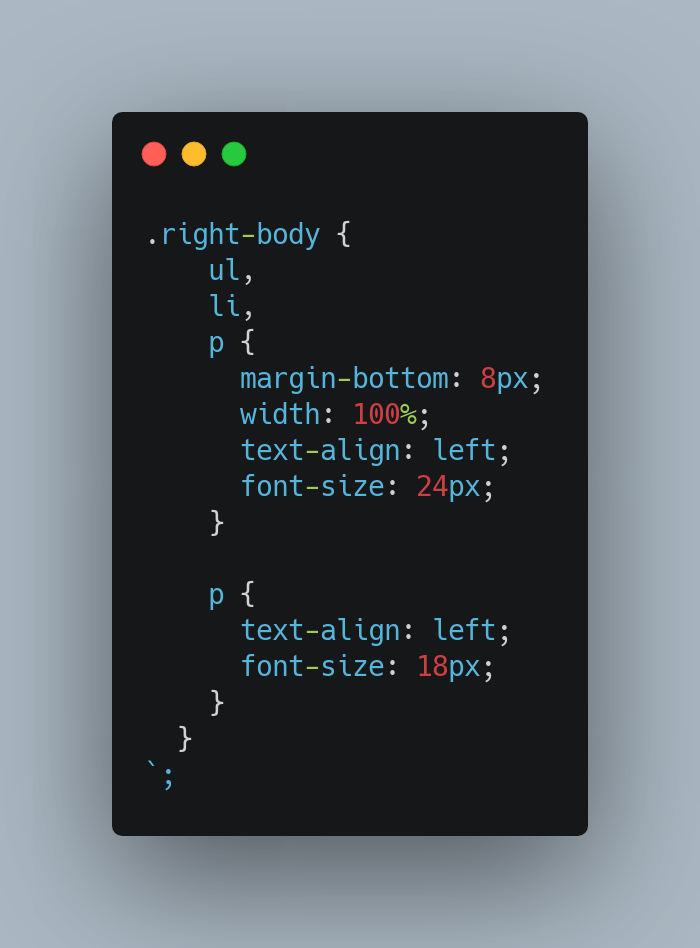 .right-body {
    ul,
    li,
    p {
      margin-bottom: 8px;
      width: 100%;
      text-align: left;
      font-size: 24px;
    }

    p {
      text-align: left;
      font-size: 18px;
    }
  }
`;